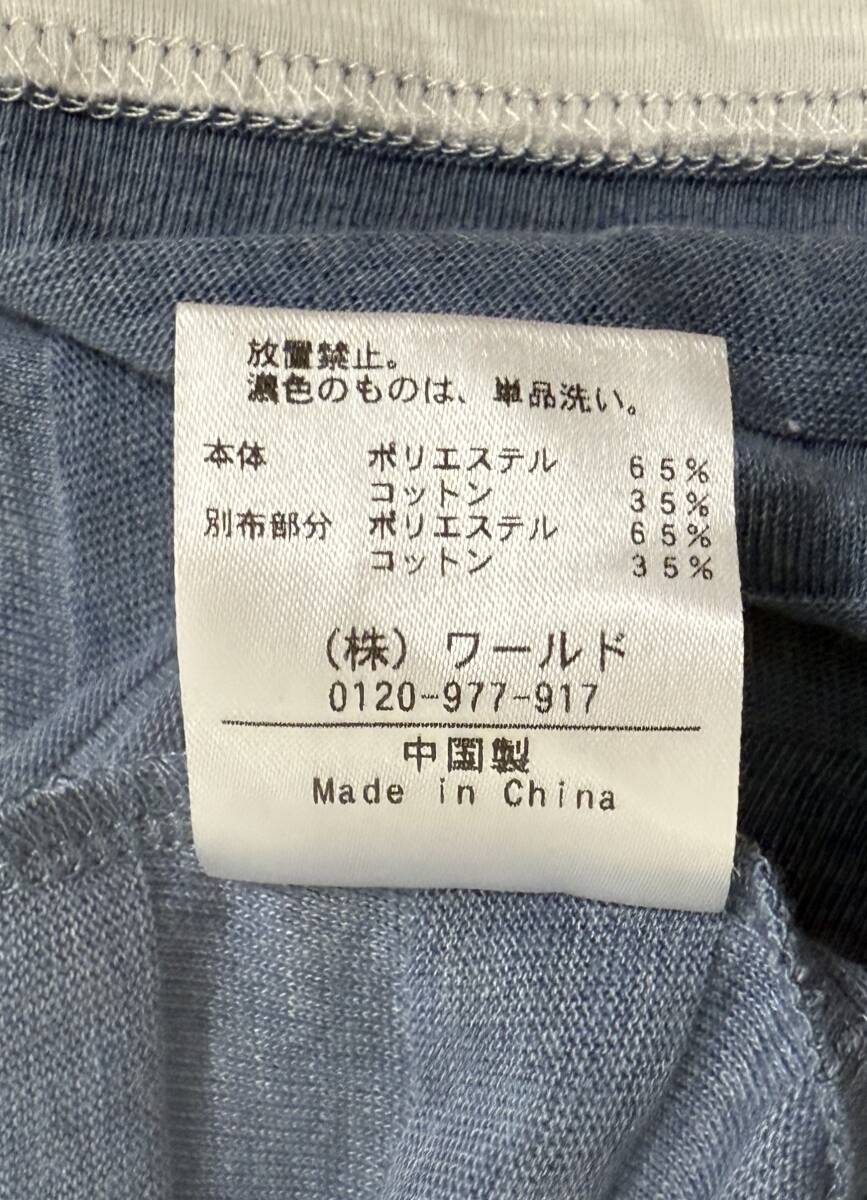 放置禁止。
濃色のものは、単品洗い。
本体 ポリエステル 65%
コットン 35%
別布部分 ポリエステル 65%
コットン 35%
(株) ワールド
0120-977-917
中国製
Made in China